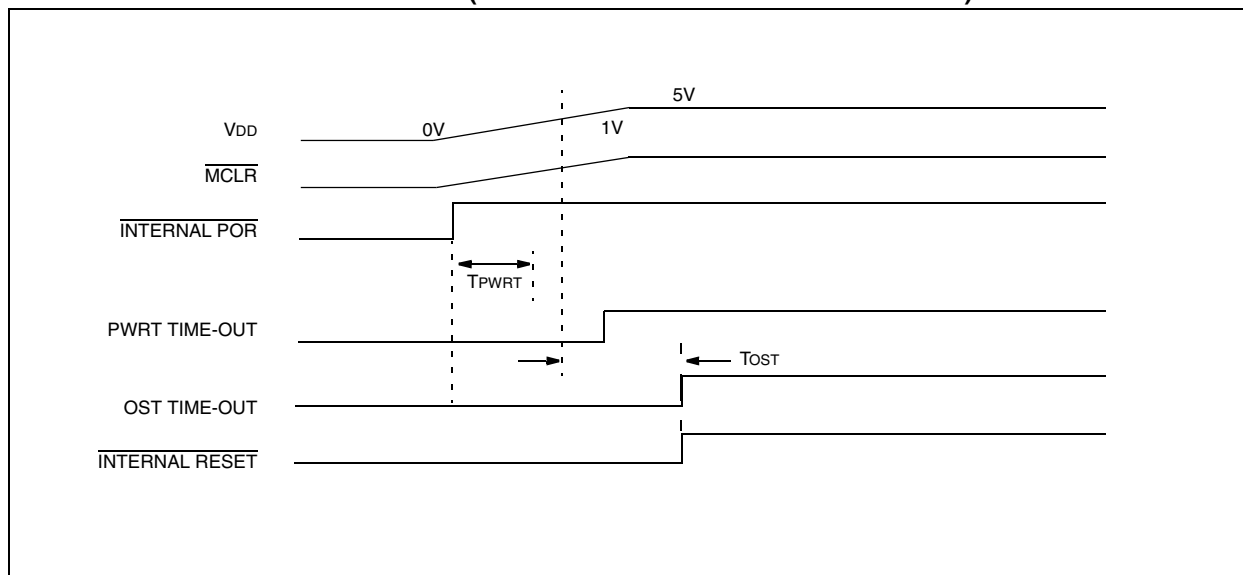 5V
VDD 0V 1V
MCLR
INTERNAL POR
TPWRT
PWRT TIME-OUT
TOST
OST TIME-OUT
INTERNAL RESET